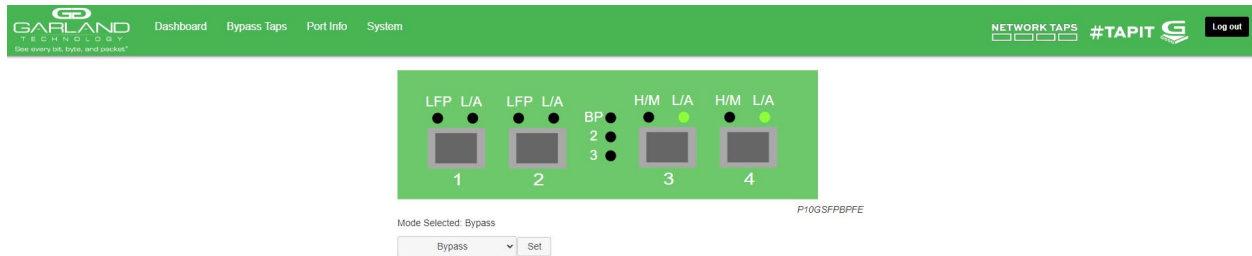 GARLAND
TECHNOLOGY
See every bit, byte, and packet®
Dashboard Bypass Taps Port Info System
NETWORK TAPS
#TAPIT
Log out
LFP L/A LFP L/A H/M L/A H/M L/A
BP
2
3
1 2 3 4
P10GSFPBPFE
Mode Selected: Bypass
Bypass Set